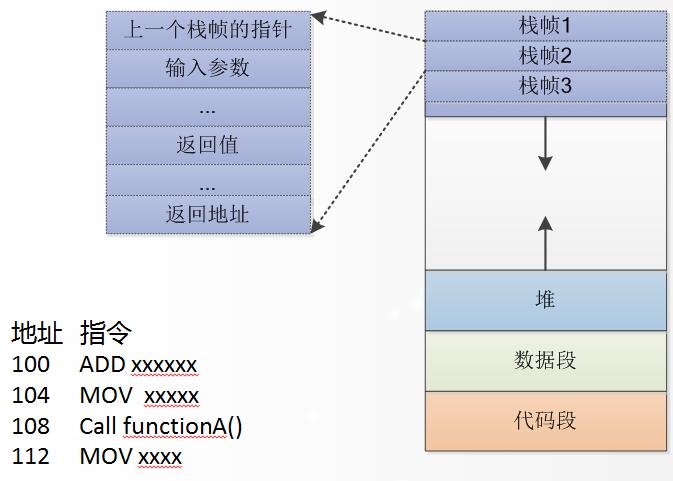 上一个栈帧的指针
输入参数
...
返回值
...
返回地址
栈帧1
栈帧2
栈帧3
堆
数据段
代码段
地址 指令
100 ADD xxxxxx
104 MOV xxxxx
108 Call functionA()
112 MOV xxxx